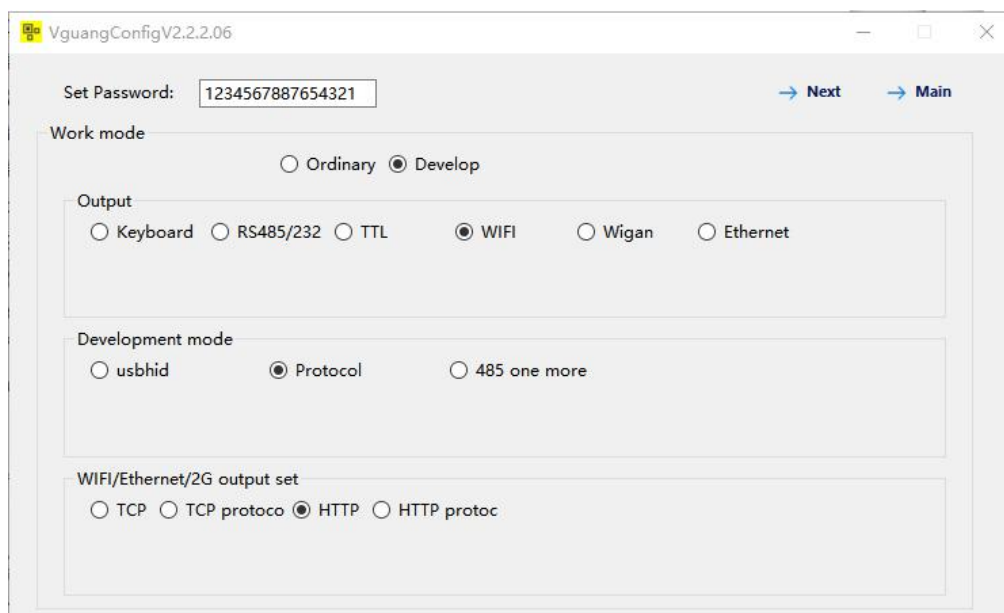 VguangConfigV2.2.2.06
Set Password: 1234567887654321 Next Main
Work mode
Ordinary Develop
Output
Keyboard RS485/232 TTL WIFI Wigan Ethernet
Development mode
usbhid Protocol 485 one more
WIFI/Ethernet/2G output set
TCP TCP protoco HTTP HTTP protoc